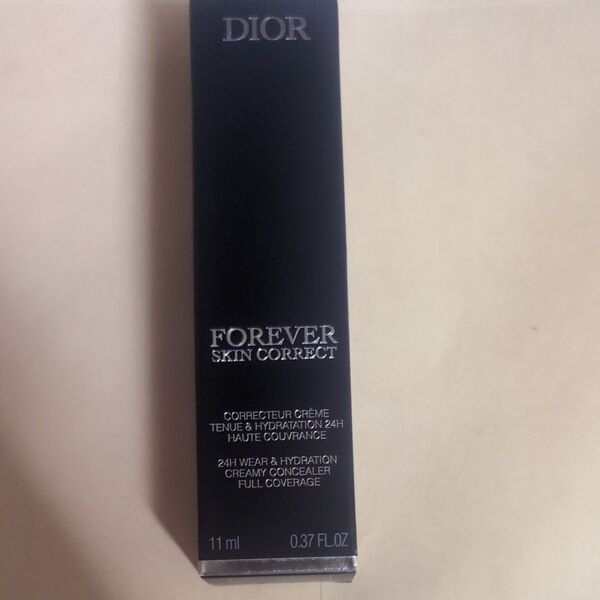 DIOR
FOREVER
SKIN CORRECT
CORRECTEUR CRÈME
TENUE & HYDRATATION 24H
HAUTE COUVRANCE
24H WEAR & HYDRATION
CREAMY CONCEALER
FULL COVERAGE
11 ml 0.37 FL.OZ